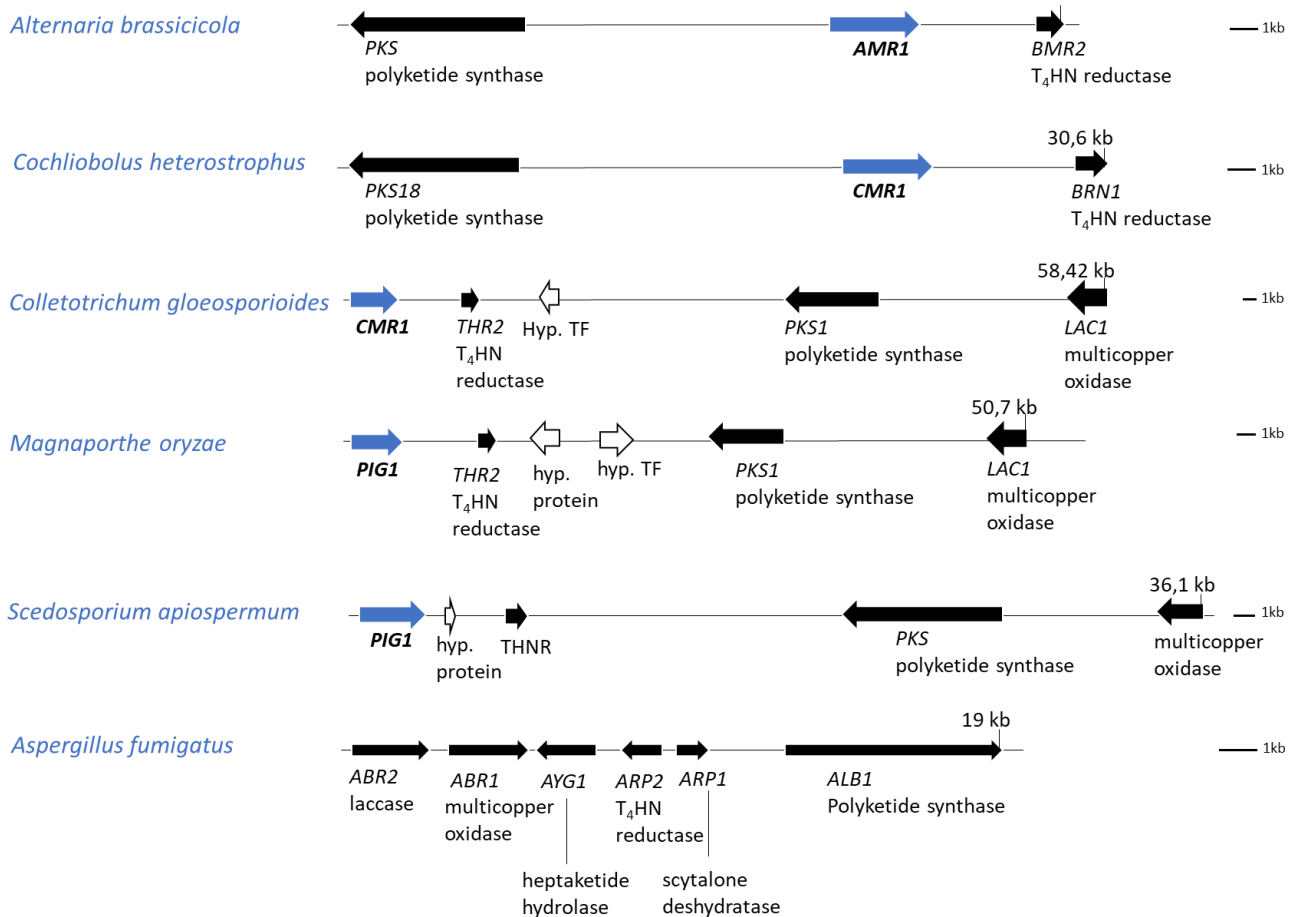 Alternaria brassicicola
PKS
polyketide synthase
AMR1
BMR2
T4HN reductase
1kb
Cochliobolus heterostrophus
30,6 kb
PKS18
polyketide synthase
CMR1
BRN1
T4HN reductase
1kb
Colletotrichum gloeosporioides
58,42 kb
CMR1
THR2
T4HN
reductase
Hyp. TF
PKS1
polyketide synthase
LAC1
multicopper
oxidase
1kb
Magnaporthe oryzae
50,7 kb
PIG1
THR2
T4HN
reductase
hyp.
protein
hyp. TF
PKS1
polyketide synthase
LAC1
multicopper
oxidase
1kb
Scedosporium apiospermum
36,1 kb
PIG1
hyp.
protein
THNR
PKS
polyketide synthase
multicopper
oxidase
1kb
Aspergillus fumigatus
19 kb
ABR2
laccase
ABR1
multicopper
oxidase
AYG1
heptaketide
hydrolase
ARP2
T4HN
reductase
ARP1
scytalone
deshydratase
ALB1
Polyketide synthase
1kb